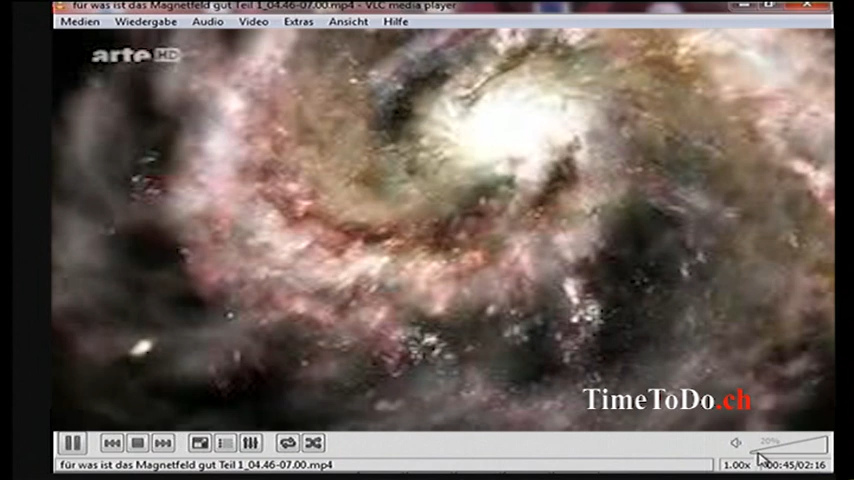 für was ist das Magnetfeld gut Teil 1_04.46-07.00.mp4 - VLC media player
Medien Wiedergabe Audio Video Extras Ansicht Hilfe
arte HD
TimeToDo.ch
20%
für was ist das Magnetfeld gut Teil 1_04.46-07.00.mp4 1.00x 00:45/02:16